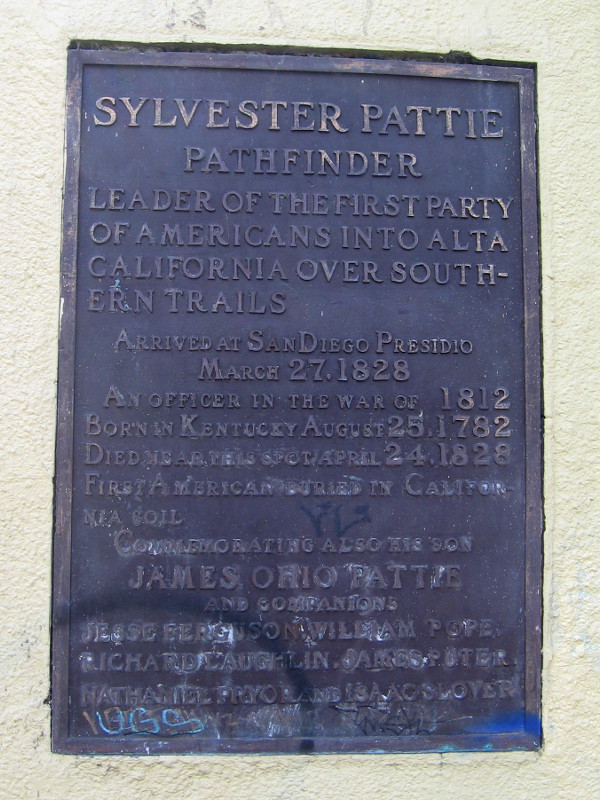 SYLVESTER PATTIE
PATHFINDER
LEADER OF THE FIRST PARTY
OF AMERICANS INTO ALTA
CALIFORNIA OVER SOUTH-
ERN TRAILS
ARRIVED AT SAN DIEGO PRESIDIO
MARCH 27.1828
AN OFFICER IN THE WAR OF 1812
BORN IN KENTUCKY AUGUST 25.1782
DIED NEAR THIS SPOT APRIL 24.1828
FIRST AMERICAN BURIED IN CALIFOR-
NIA SOIL
COMMEMORATING ALSO HIS SON
JAMES OHIO PATTIE
AND COMPANIONS
JESSE FERGUSON, WILLIAM POPE,
RICHARD LAUGHLIN, JAMES PUTER,
NATHANIEL PRYOR AND ISAAC SLOVER